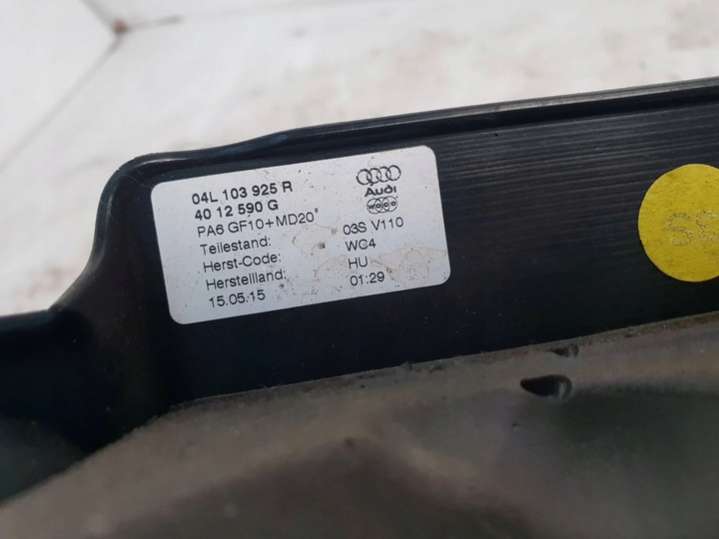 04L 103 925 R
40 12 590 G
PA6 GF10+MD20*
Teilestand: 03S V110
Herst-Code: WC4
Herstellland: HU
15.05.15 01:29
Audi
woco